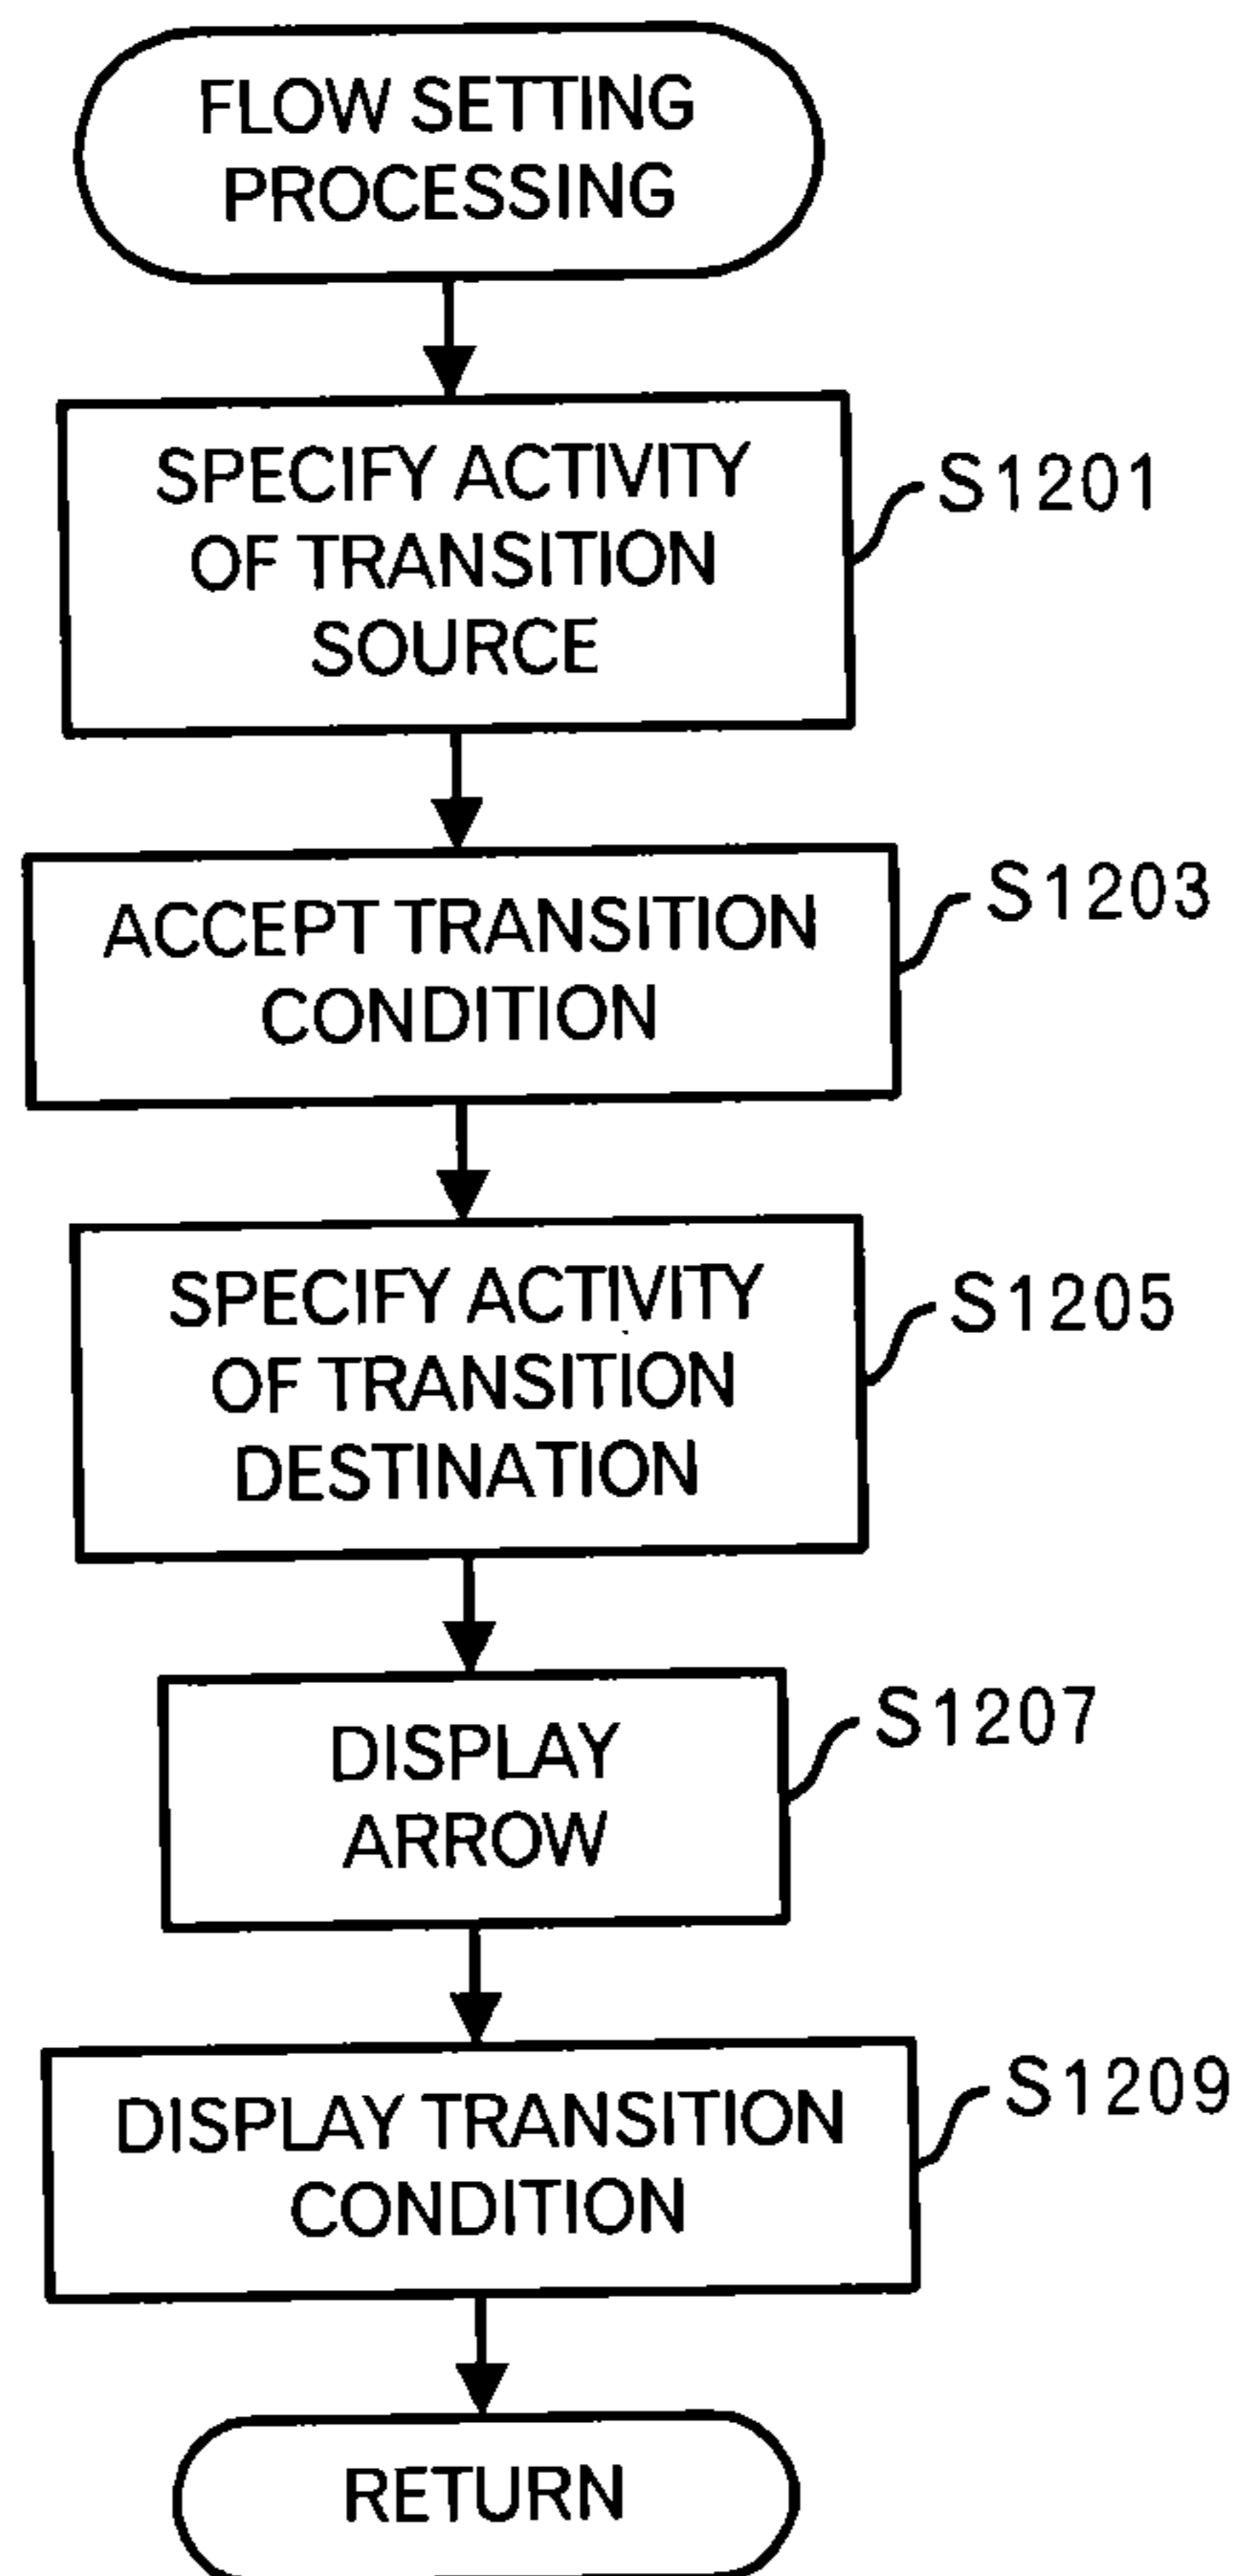 FLOW SETTING
PROCESSING
SPECIFY ACTIVITY
OF TRANSITION
SOURCE
S1201
ACCEPT TRANSITION
CONDITION
S1203
SPECIFY ACTIVITY
OF TRANSITION
DESTINATION
S1205
DISPLAY
ARROW
S1207
DISPLAY TRANSITION
CONDITION
S1209
RETURN